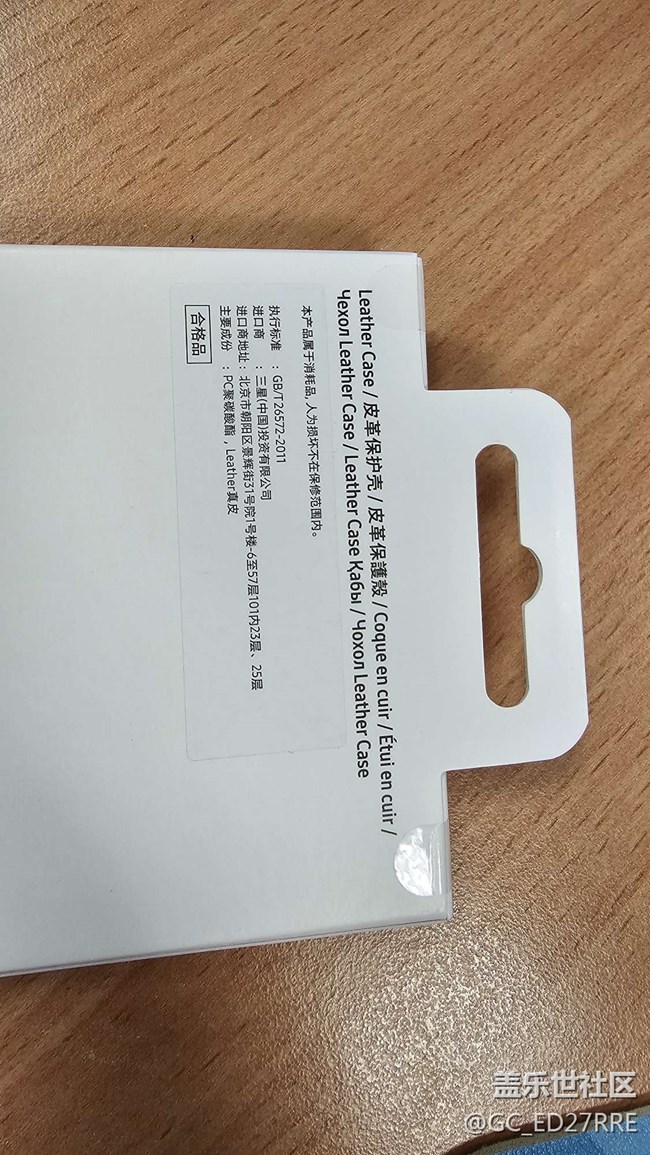 Leather Case / 皮革保护壳 / 皮革保護殼 / Coque en cuir / Étui en cuir /
Чехол Leather Case / Leather Case Қабы / Чохол Leather Case
本产品属于消耗品, 人为损坏不在保修范围内。
执行标准 : GB/T 26572-2011
进口商 : 三星(中国)投资有限公司
进口商地址: 北京市朝阳区景辉街31号院1号楼-6至57层101内23层、25层
主要成份 : PC聚碳酸酯 , Leather真皮
合格品
盖乐世社区
@GC_ED27RRE